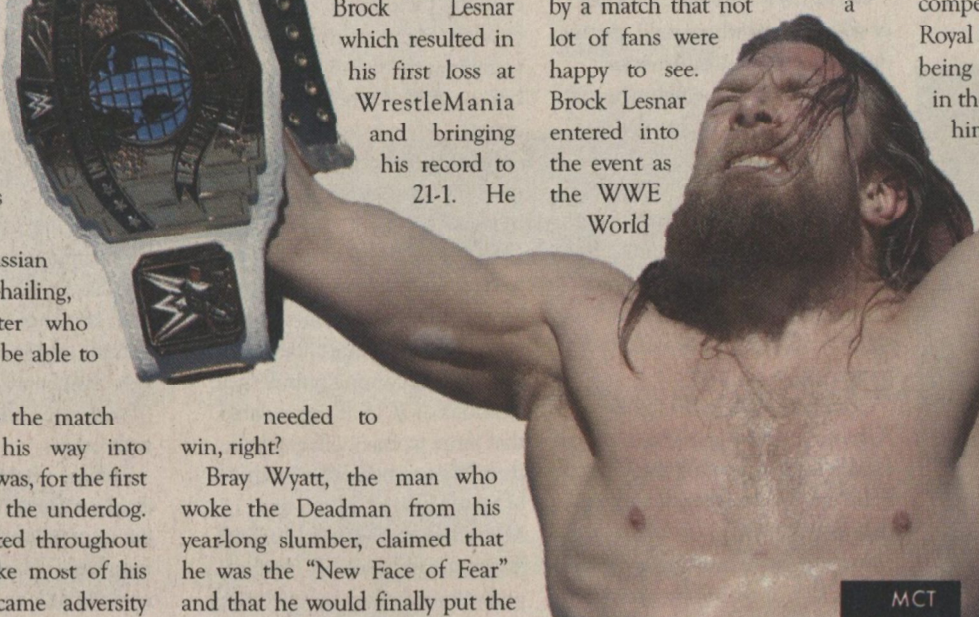 ssian
hailing,
ter who
be able to
the match
his way into
was, for the first
the underdog.
ted throughout
ke most of his
came adversity
Brock Lesnar
which resulted in
his first loss at
WrestleMania
and bringing
his record to
21-1. He
needed to
win, right?
Bray Wyatt, the man who
woke the Deadman from his
year-long slumber, claimed that
he was the “New Face of Fear”
and that he would finally put the
by a match that not a
lot of fans were
happy to see.
Brock Lesnar
entered into
the event as
the WWE
World
compe
Royal
being
in th
him
MCT